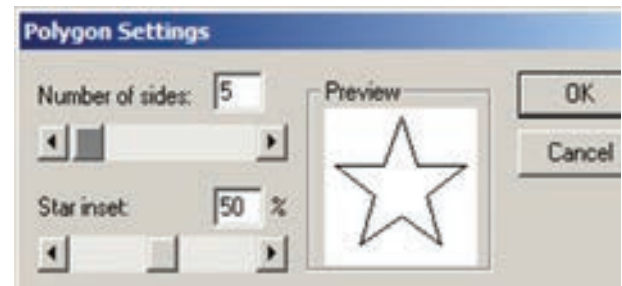 Polygon Settings
Number of sides: 5
Preview
OK
Cancel
Star inset: 50 %